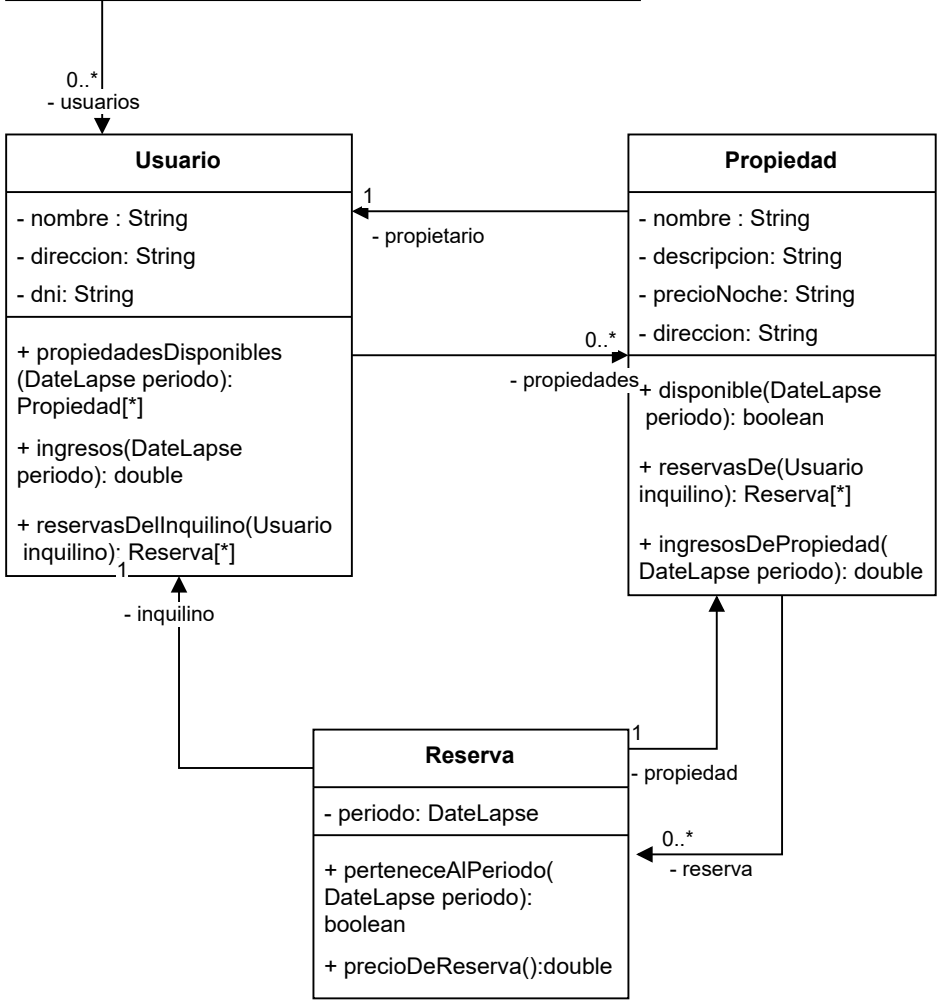 0..*
- usuarios
Usuario
- nombre : String
- direccion: String
- dni: String
+ propiedadesDisponibles
(DateLapse periodo):
Propiedad[*]
+ ingresos(DateLapse
periodo): double
+ reservasDelInquilino(Usuario
inquilino): Reserva[*]
1
- inquilino
1
- propietario
0..*
- propiedades
Propiedad
- nombre : String
- descripcion: String
- precioNoche: String
- direccion: String
+ disponible(DateLapse
periodo): boolean
+ reservasDe(Usuario
inquilino): Reserva[*]
+ ingresosDePropiedad(
DateLapse periodo): double
Reserva
- periodo: DateLapse
+ perteneceAlPeriodo(
DateLapse periodo):
boolean
+ precioDeReserva():double
1
- propiedad
0..*
- reserva